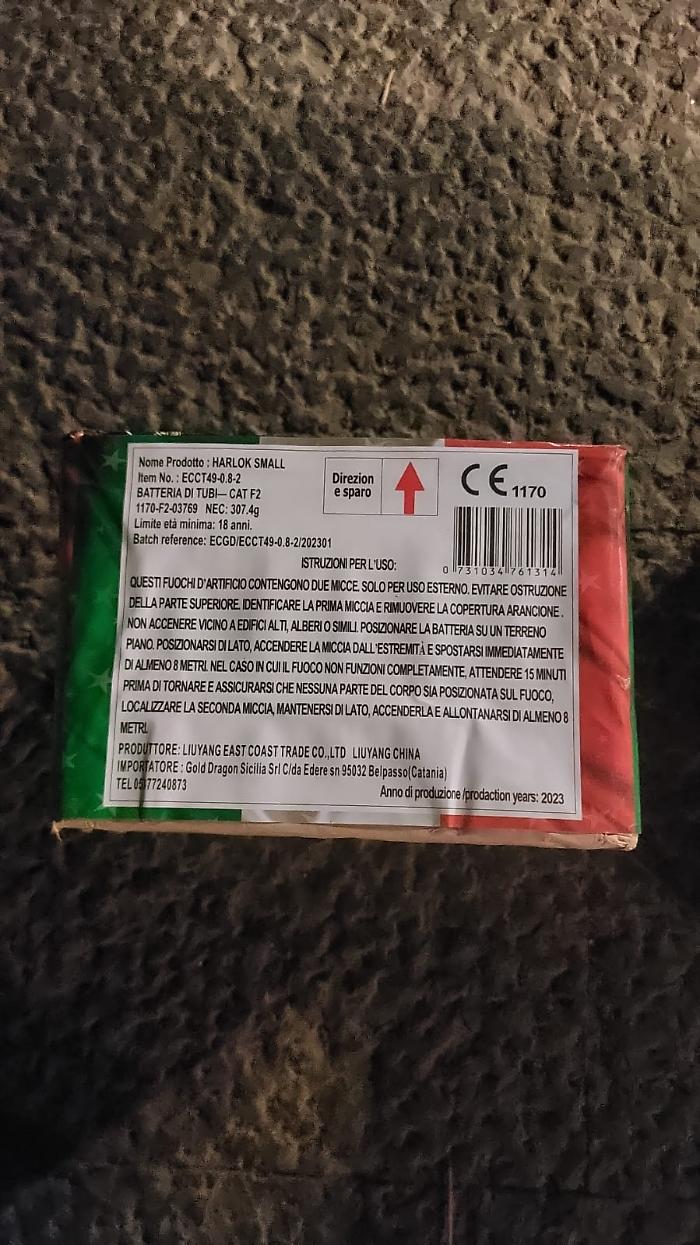 Nome Prodotto : HARLOK SMALL
Item No. : ECCT49-0.8-2
BATTERIA DI TUBI— CAT F2
1170-F2-03769 NEC: 307.4g
Limite età minima: 18 anni.
Batch reference: ECGD/ECCT49-0.8-2/202301
Direzion
e sparo
CE 1170
0 731034 761314
ISTRUZIONI PER L'USO:
QUESTI FUOCHI D'ARTIFICIO CONTENGONO DUE MICCE. SOLO PER USO ESTERNO. EVITARE OSTRUZIONE
DELLA PARTE SUPERIORE. IDENTIFICARE LA PRIMA MICCIA E RIMUOVERE LA COPERTURA ARANCIONE .
NON ACCENERE VICINO A EDIFICI ALTI, ALBERI O SIMILI. POSIZIONARE LA BATTERIA SU UN TERRENO
PIANO. POSIZIONARSI DI LATO, ACCENDERE LA MICCIA DALL'ESTREMITÀ E SPOSTARSI IMMEDIATAMENTE
DI ALMENO 8 METRI. NEL CASO IN CUI IL FUOCO NON FUNZIONI COMPLETAMENTE, ATTENDERE 15 MINUTI
PRIMA DI TORNARE E ASSICURARSI CHE NESSUNA PARTE DEL CORPO SIA POSIZIONATA SUL FUOCO,
LOCALIZZARE LA SECONDA MICCIA, MANTENERSI DI LATO, ACCENDERLA E ALLONTANARSI DI ALMENO 8
METRI.
PRODUTTORE: LIUYANG EAST COAST TRADE CO.,LTD LIUYANG CHINA
IMPORTATORE : Gold Dragon Sicilia Srl C/da Edere sn 95032 Belpasso(Catania)
TEL
Anno di produzione /prodaction years: 2023